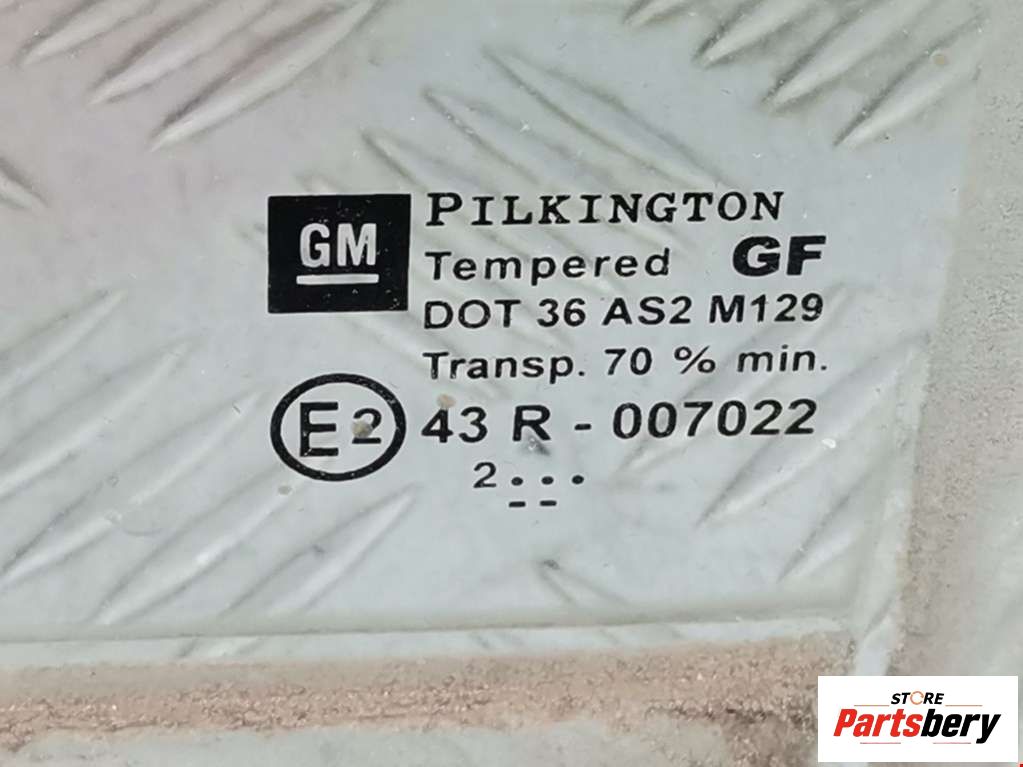 GM
PILKINGTON
Tempered GF
DOT 36 AS2 M129
Transp. 70 % min.
E2 43 R - 007022
2...
--
STORE
Partsbery